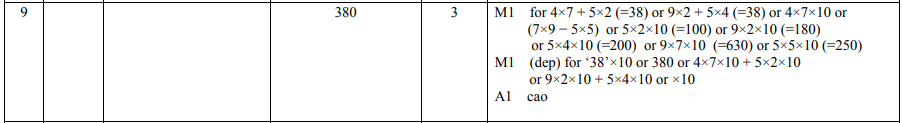 9 380 3 M1 for 4×7 + 5×2 (=38) or 9×2 + 5×4 (=38) or 4×7×10 or
(7×9 – 5×5) or 5×2×10 (=100) or 9×2×10 (=180)
or 5×4×10 (=200) or 9×7×10 (=630) or 5×5×10 (=250)
M1 (dep) for ‘38’×10 or 380 or 4×7×10 + 5×2×10
or 9×2×10 + 5×4×10 or ×10
A1 cao